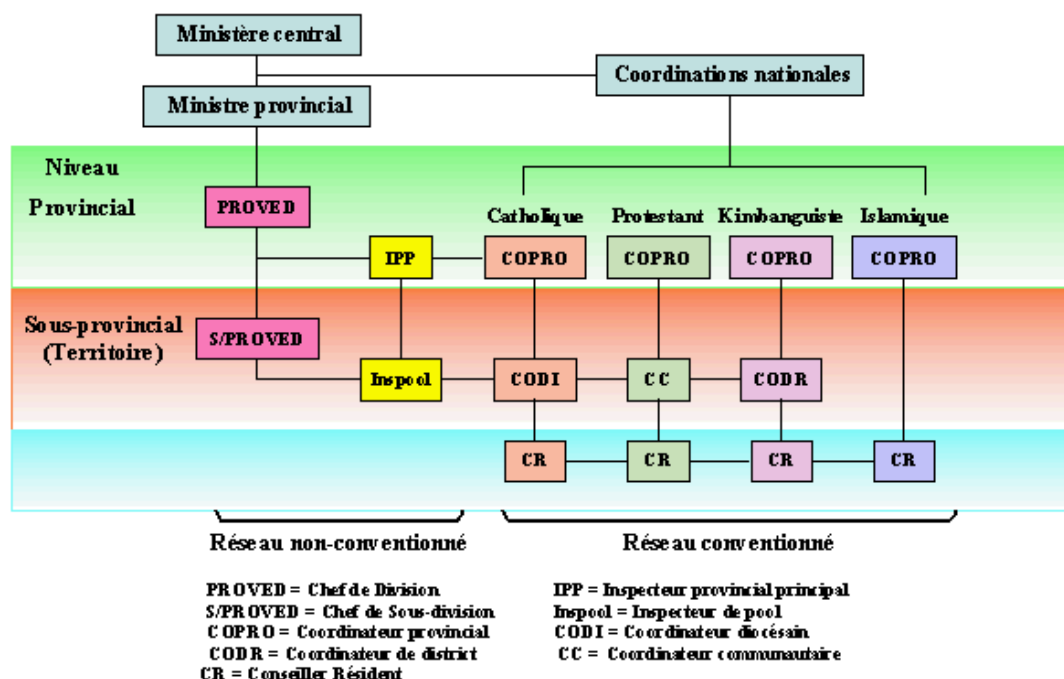 Ministère central
Coordinations nationales
Ministre provincial
Niveau
Provincial
PROVED
Catholique Protestant Kimbanguiste Islamique
IPP COPRO COPRO COPRO COPRO
Sous-provincial
(Territoire)
S/PROVED
Inspool CODI CC CODR
CR CR CR CR
Réseau non-conventionné Réseau conventionné
PROVED = Chef de Division
S/PROVED = Chef de Sous-division
COPRO = Coordinateur provincial
CODR = Coordinateur de district
CR = Conseiller Résident
IPP = Inspecteur provincial principal
Inspool = Inspecteur de pool
CODI = Coordinateur diocésain
CC = Coordinateur communautaire